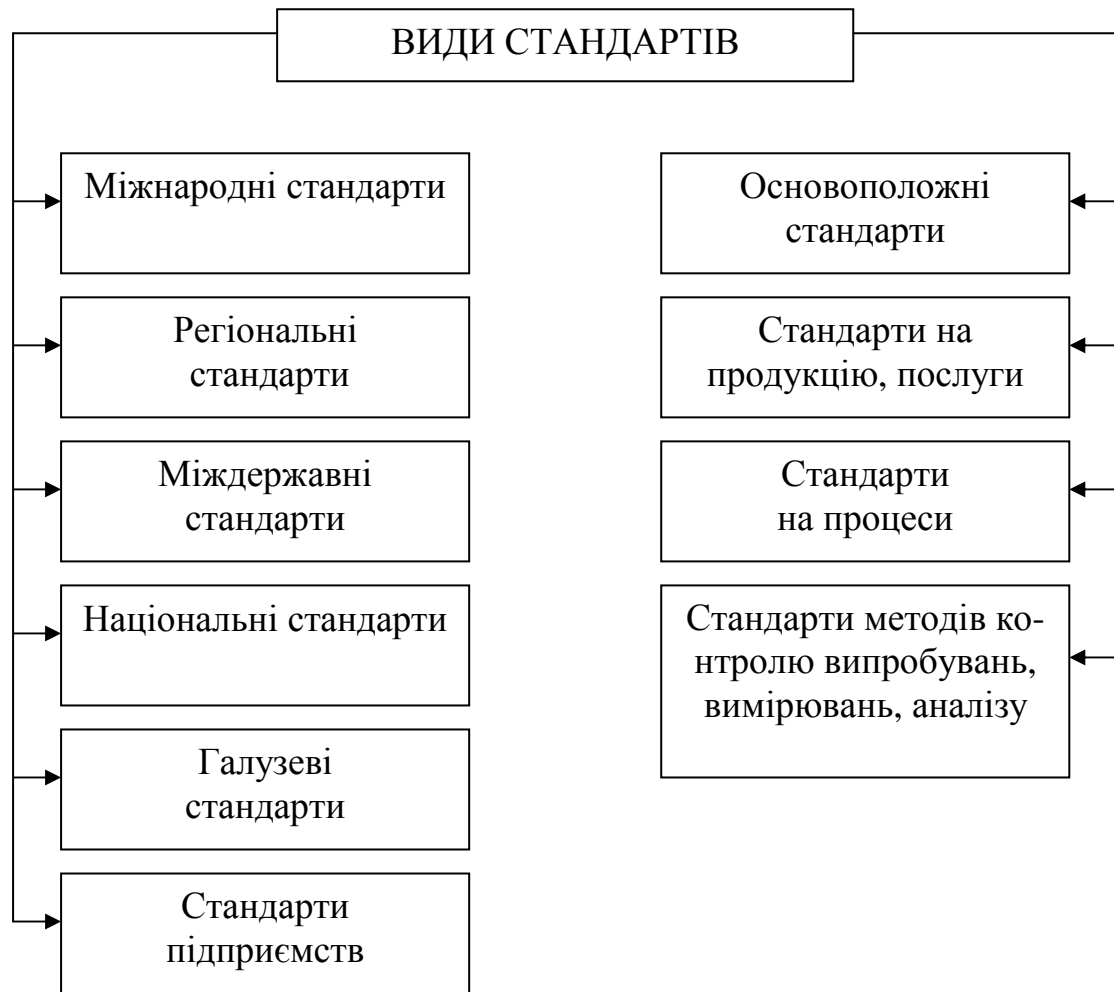 ВИДИ СТАНДАРТІВ
Міжнародні стандарти
Регіональні
стандарти
Міждержавні
стандарти
Національні стандарти
Галузеві
стандарти
Стандарти
підприємств
Основоположні
стандарти
Стандарти на
продукцію, послуги
Стандарти
на процеси
Стандарти методів ко-
нтролю випробувань,
вимірювань, аналізу